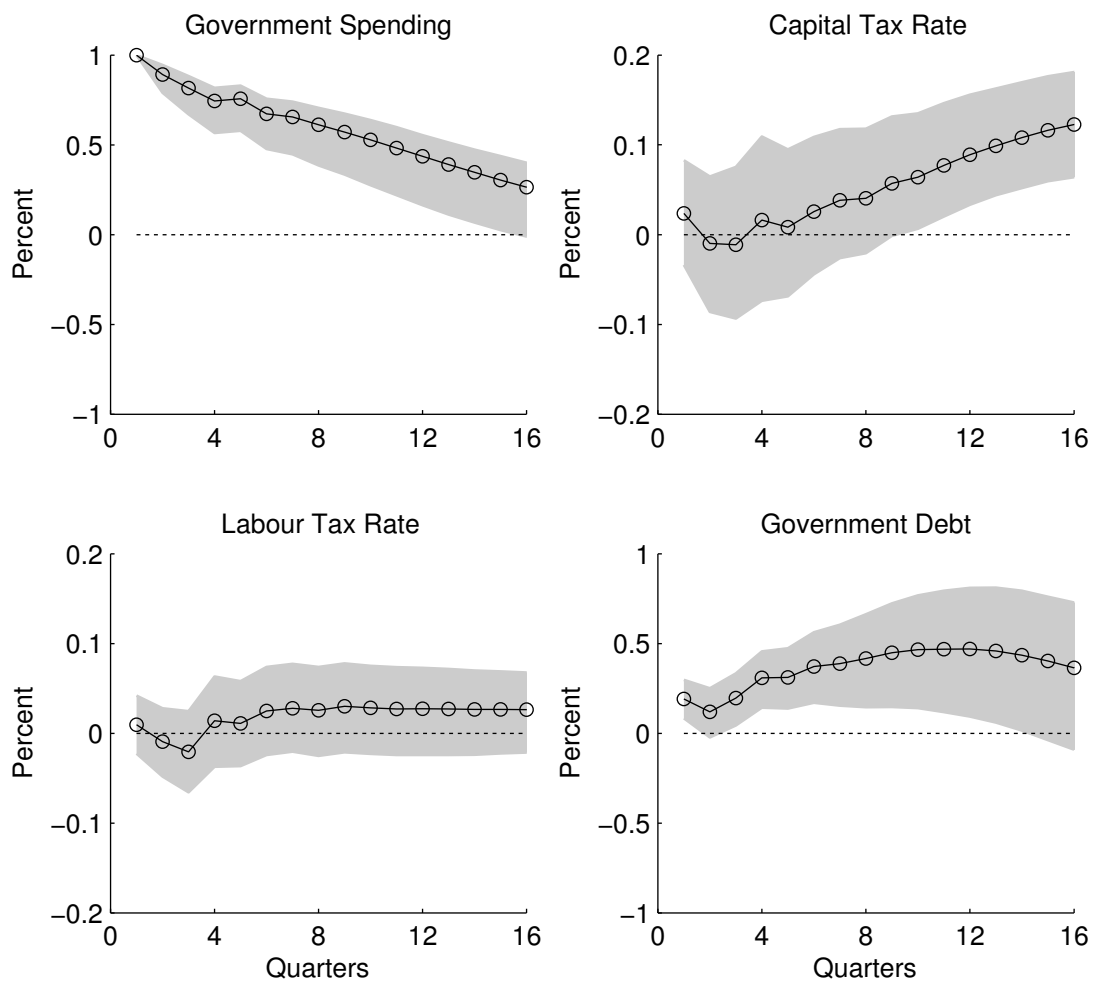 Government Spending
1
0.5
0
−0.5
−1
Percent
0 4 8 12 16
Capital Tax Rate
0.2
0.1
0
−0.1
−0.2
Percent
0 4 8 12 16
Labour Tax Rate
0.2
0.1
0
−0.1
−0.2
Percent
0 4 8 12 16
Quarters
Government Debt
1
0.5
0
−0.5
−1
Percent
0 4 8 12 16
Quarters